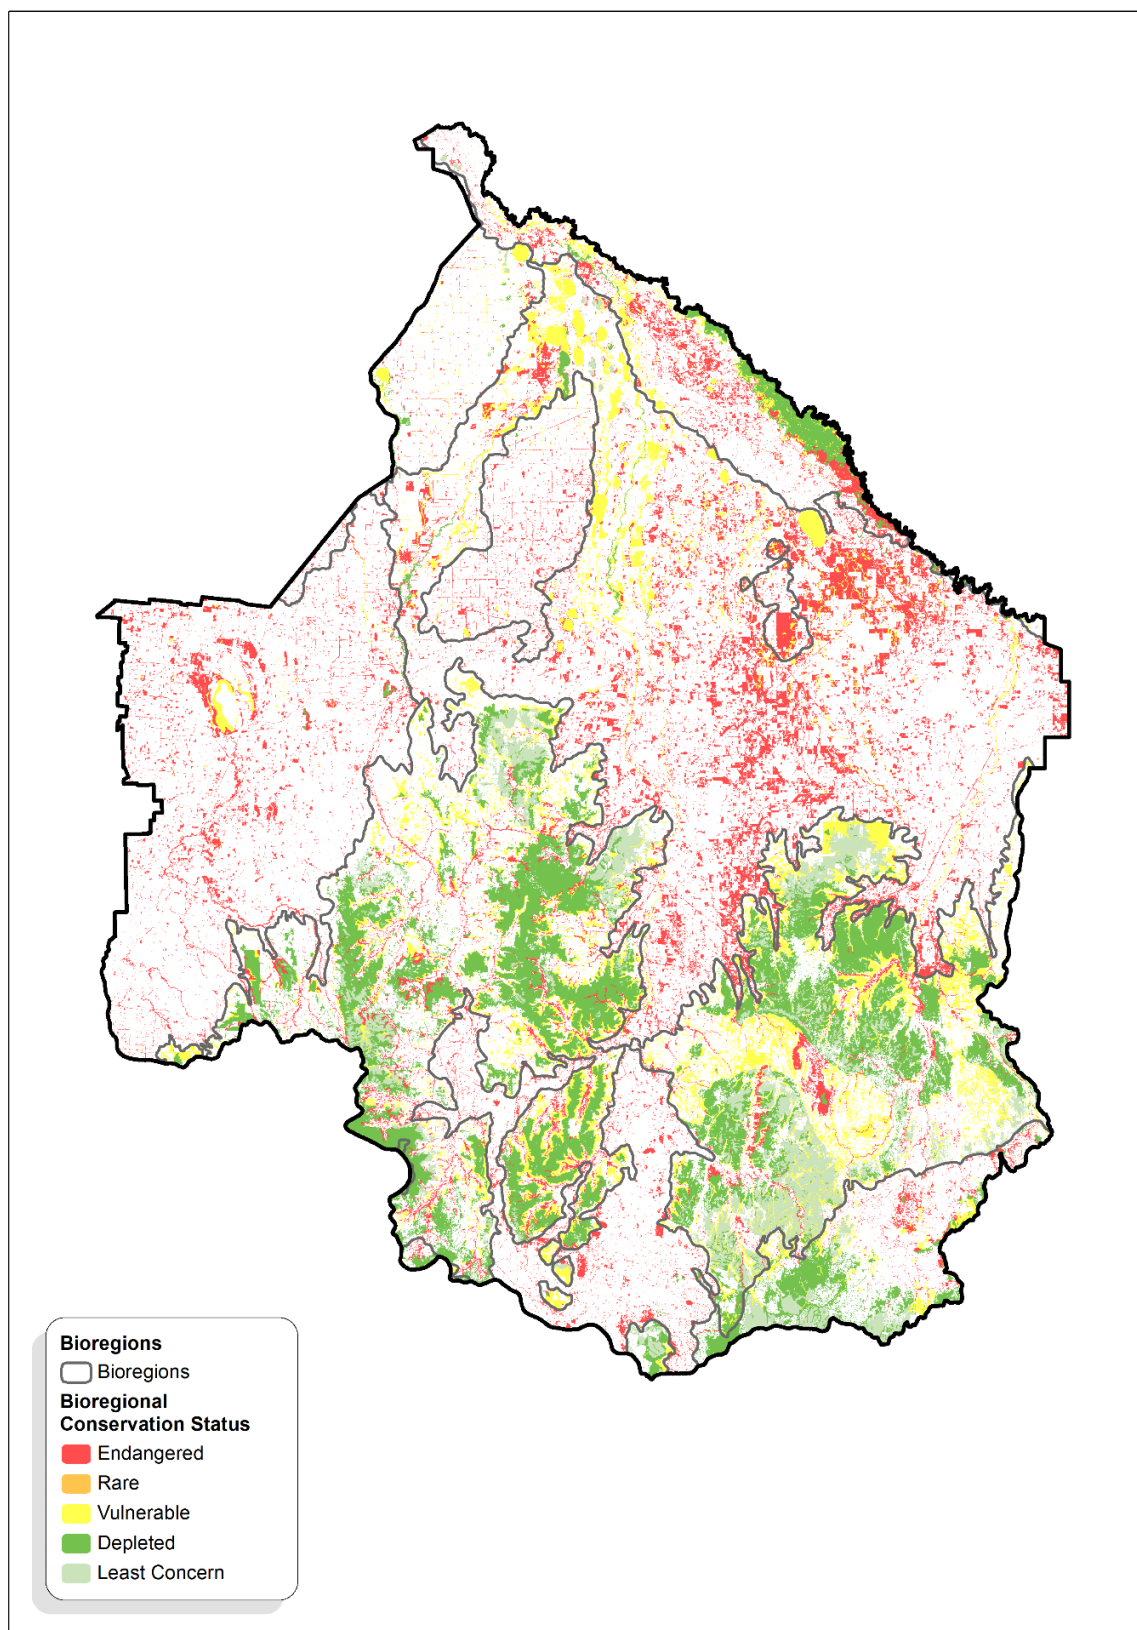 Bioregions
Bioregions
Bioregional
Conservation Status
Endangered
Rare
Vulnerable
Depleted
Least Concern